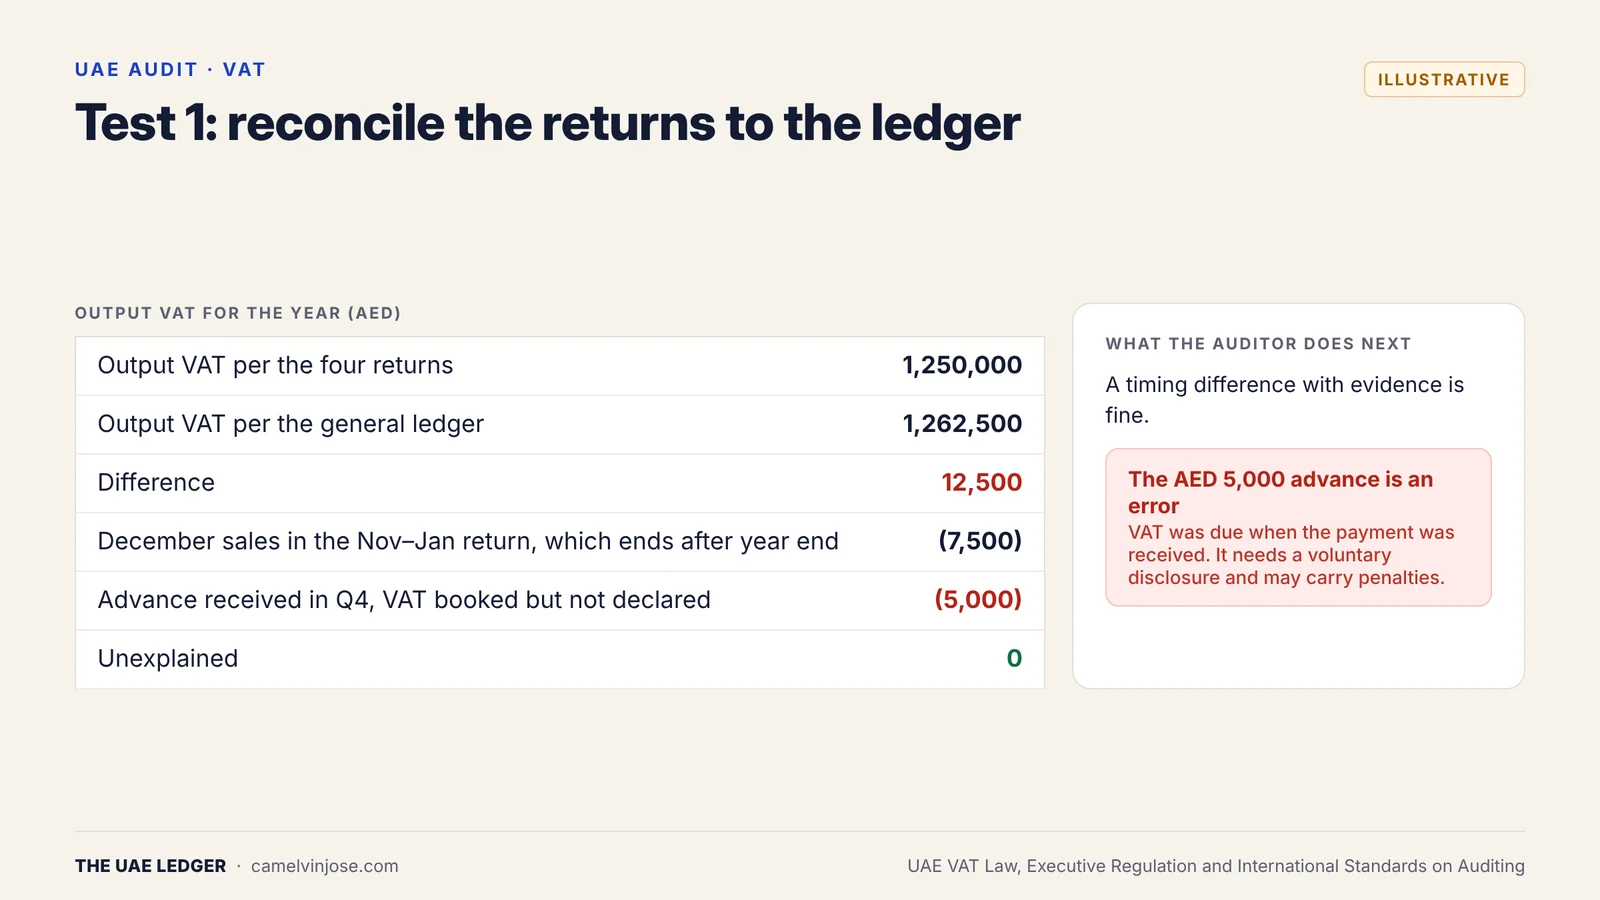 UAE AUDIT · VAT
ILLUSTRATIVE
Test 1: reconcile the returns to the ledger
OUTPUT VAT FOR THE YEAR (AED)
Output VAT per the four returns 1,250,000
Output VAT per the general ledger 1,262,500
Difference 12,500
December sales in the Nov–Jan return, which ends after year end (7,500)
Advance received in Q4, VAT booked but not declared (5,000)
Unexplained 0
WHAT THE AUDITOR DOES NEXT
A timing difference with evidence is
fine.
The AED 5,000 advance is an
error
VAT was due when the payment was
received. It needs a voluntary
disclosure and may carry penalties.
THE UAE LEDGER · camelvinjose.com
UAE VAT Law, Executive Regulation and International Standards on Auditing